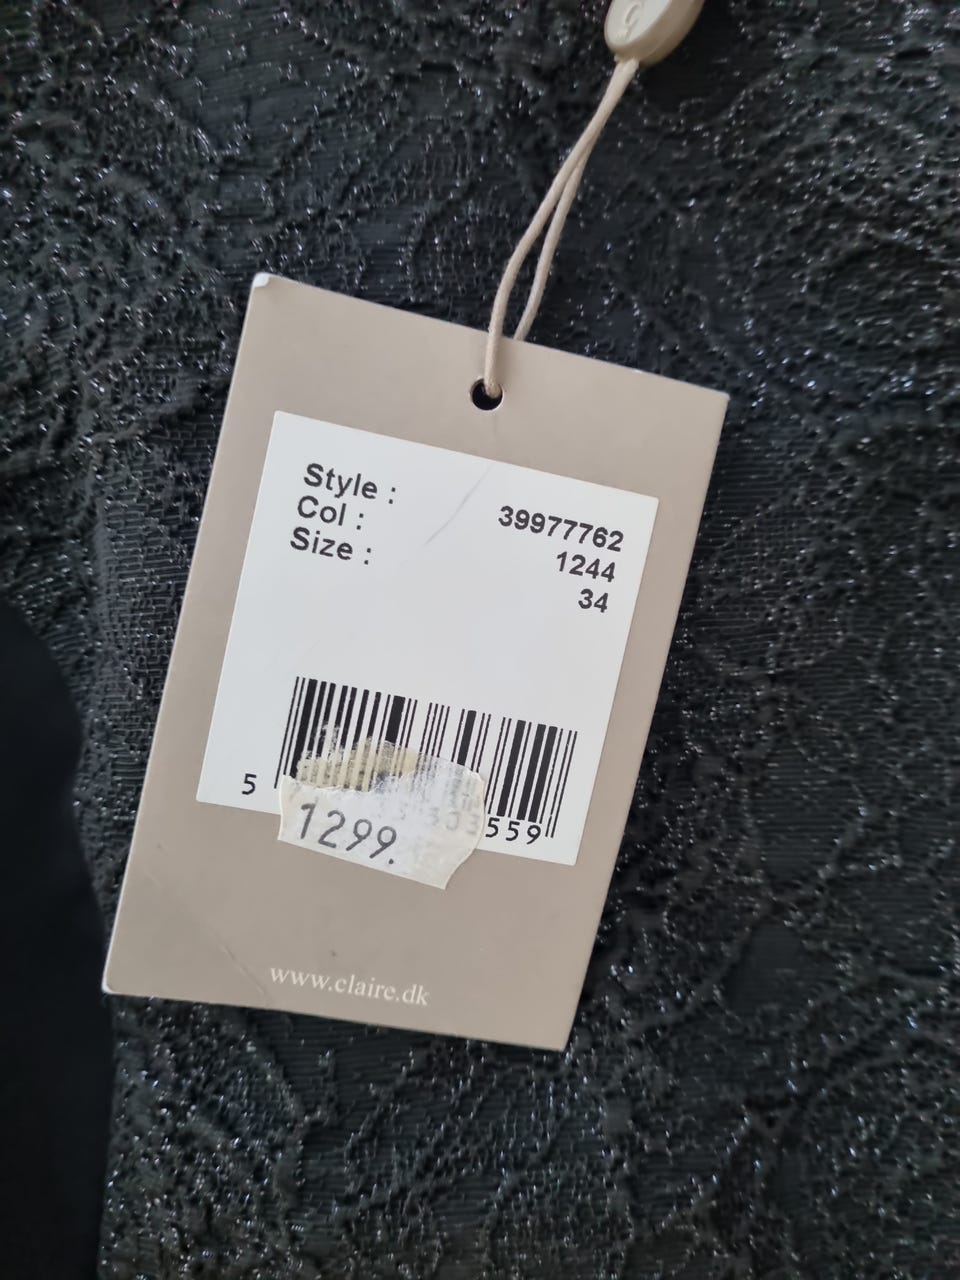 Style : 39977762
Col : 1244
Size : 34
5 559
1299.
www.claire.dk